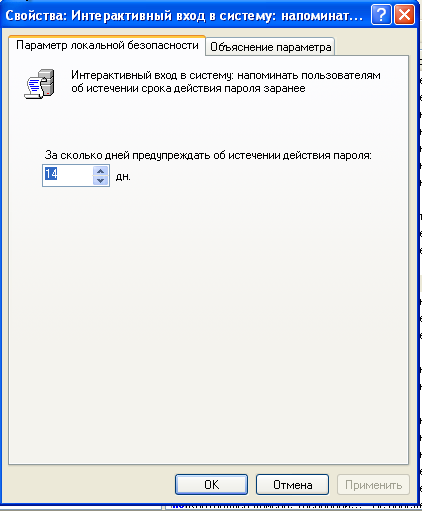 Свойства: Интерактивный вход в систему: напоминат...
Параметр локальной безопасности
Объяснение параметра
Интерактивный вход в систему: напоминать пользователям
об истечении срока действия пароля заранее
За сколько дней предупреждать об истечении действия пароля:
14 дн.
OK
Отмена
Применить